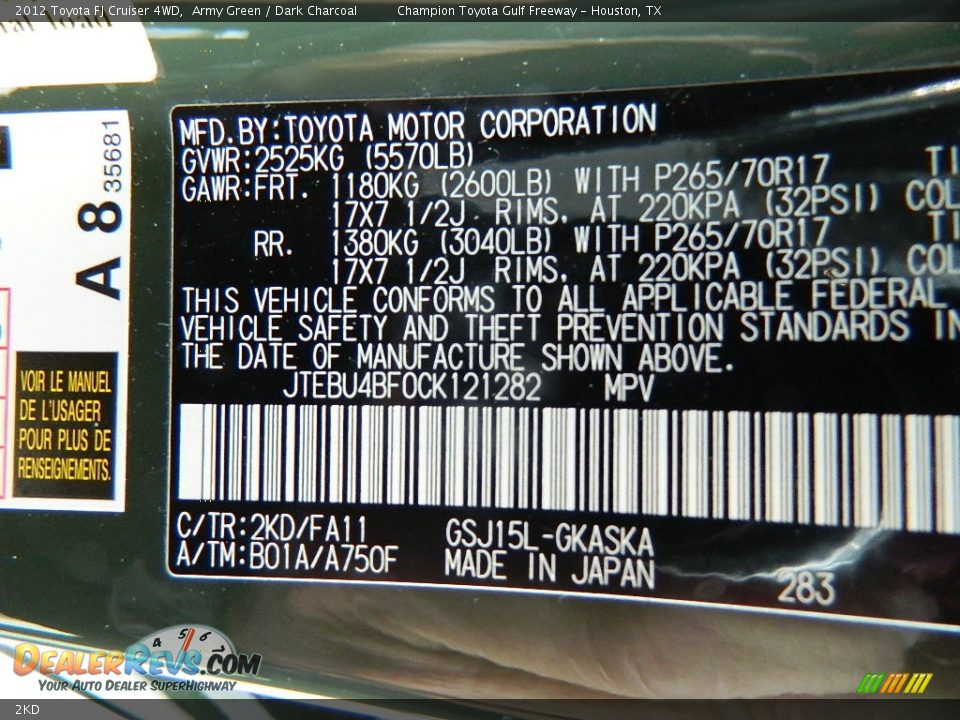 2012 Toyota FJ Cruiser 4WD, Army Green / Dark Charcoal Champion Toyota Gulf Freeway - Houston, TX
A 8 35681
VOIR LE MANUEL
DE L'USAGER
POUR PLUS DE
RENSEIGNEMENTS.
MFD.BY:TOYOTA MOTOR CORPORATION
GVWR:2525KG (5570LB)
GAWR:FRT. 1180KG (2600LB) WITH P265/70R17 TI
17X7 1/2J RIMS, AT 220KPA (32PSI) COL
RR. 1380KG (3040LB) WITH P265/70R17 TI
17X7 1/2J RIMS, AT 220KPA (32PSI) COL
THIS VEHICLE CONFORMS TO ALL APPLICABLE FEDERAL
VEHICLE SAFETY AND THEFT PREVENTION STANDARDS IN
THE DATE OF MANUFACTURE SHOWN ABOVE.
JTEBU4BF0CK121282 MPV
C/TR:2KD/FA11 GSJ15L-GKASKA
A/TM:B01A/A750F MADE IN JAPAN 283
4 5 6
DealerRevs.com
Your Auto Dealer SuperHighway
2KD